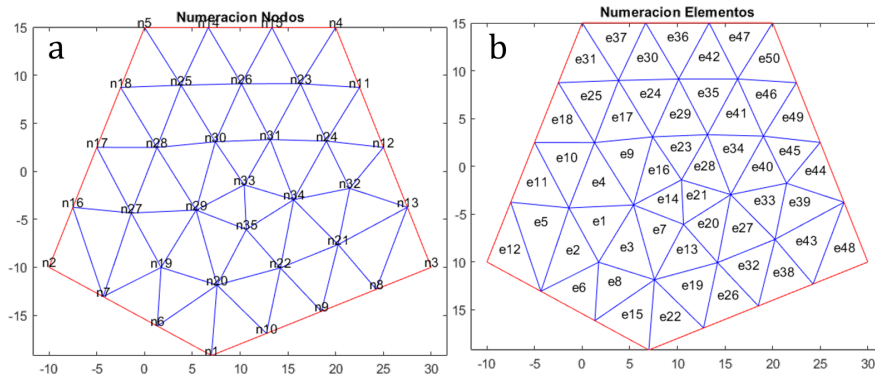 a
Numeracion Nodos
15
10
5
0
-5
-10
-15
n5 n14 n15 n4
n18 n25 n26 n23 n11
n17 n28 n30 n31 n24 n12
n16 n27 n29 n33 n34 n32 n13
n35
n2 n19 n22 n21 n3
n7 n20 n8
n6 n10 n9
n1
-10 -5 0 5 10 15 20 25 30
b
Numeracion Elementos
15
10
5
0
-5
10
15
e37 e36 e47
e31 e30 e42 e50
e25 e24 e35 e46
e18 e17 e29 e41 e49
e10 e9 e23 e34 e45
e11 e4 e16 e28 e40 e44
e14 e21 e33 e39
e5 e1 e7 e20 e27
e12 e2 e3 e13 e43 e48
e6 e8 e19 e32 e38
e15 e22 e26
-10 -5 0 5 10 15 20 25 30